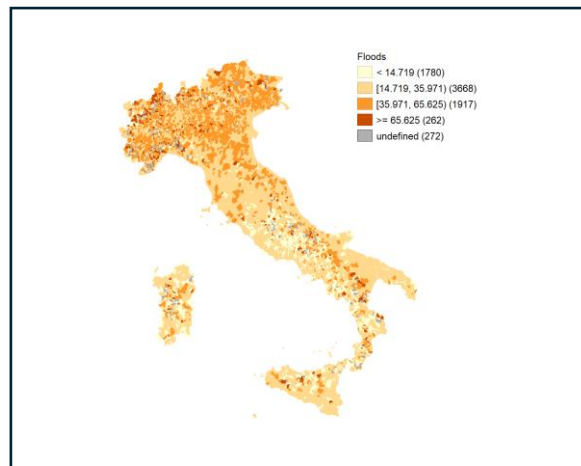 Floods
< 14.719 (1780)
[14.719, 35.971) (3668)
[35.971, 65.625) (1917)
>= 65.625 (262)
undefined (272)